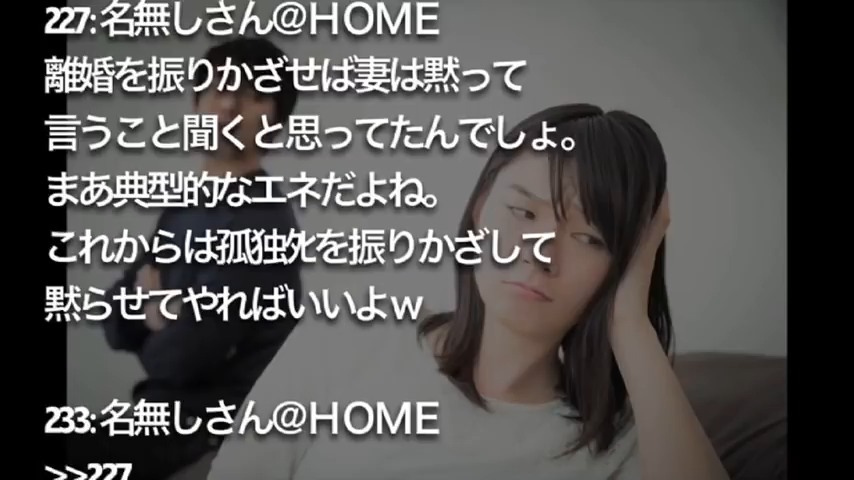 227: 名無しさん@HOME
離婚を振りかざせば妻は黙って
言うこと聞くと思ってたんでしょ。
まあ典型的なエネだよね。
これからは孤独死を振りかざして
黙らせてやればいいよw
233: 名無しさん@HOME
>>227